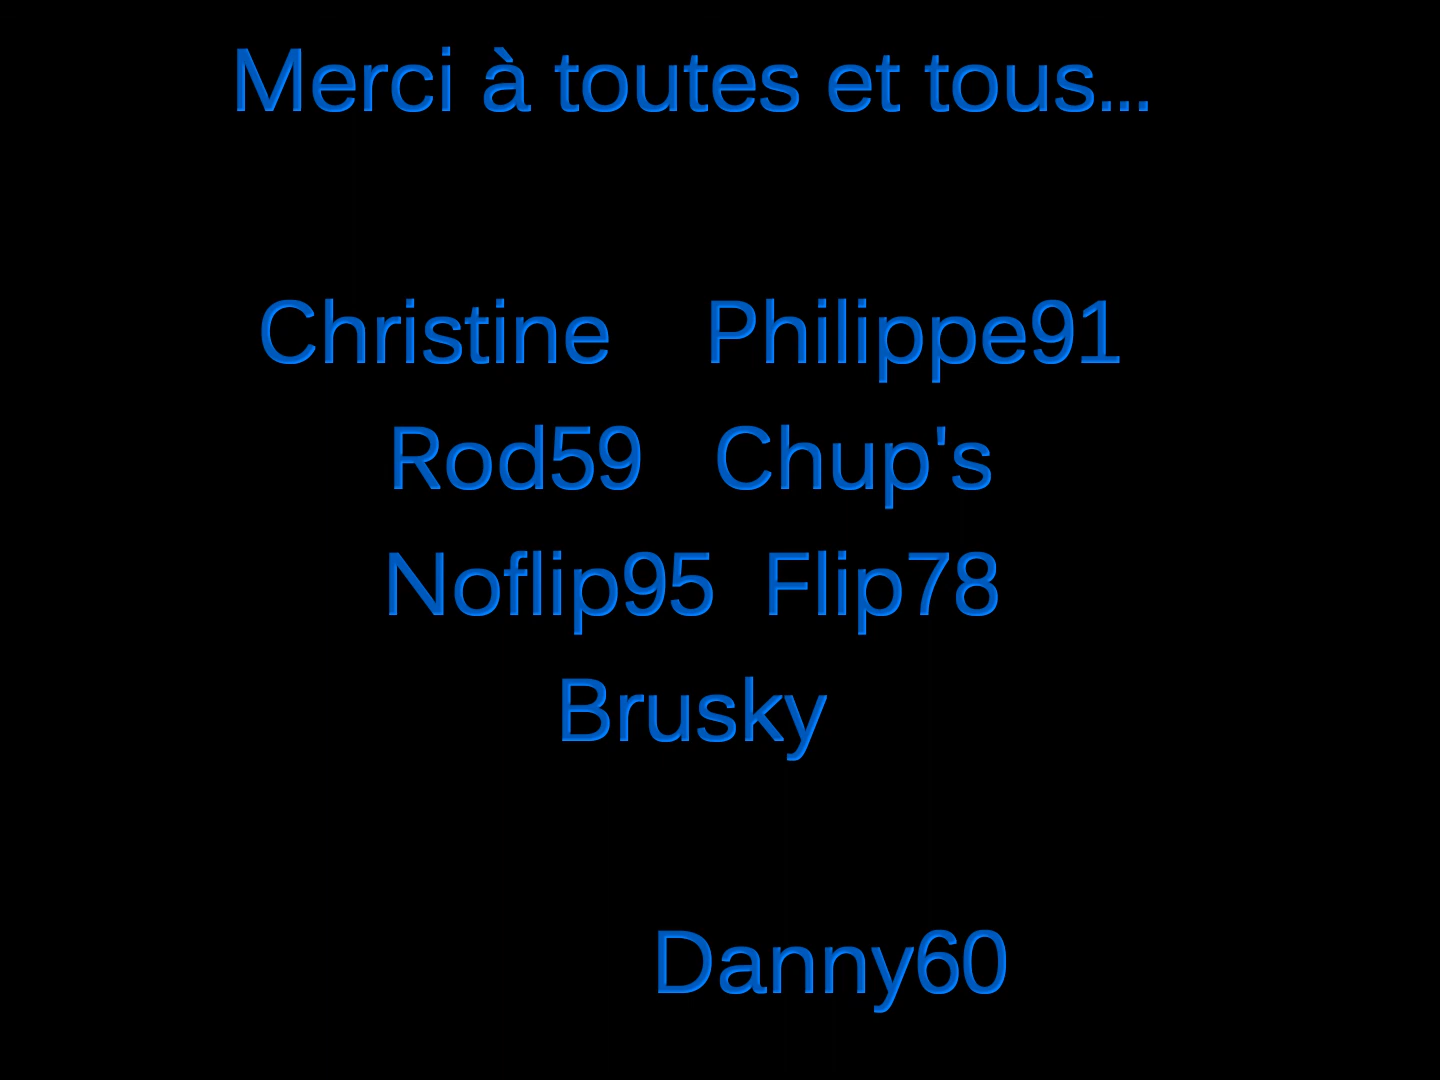 Merci à toutes et tous...
Christine Philippe91
Rod59 Chup's
Noflip95 Flip78
Brusky
Danny60